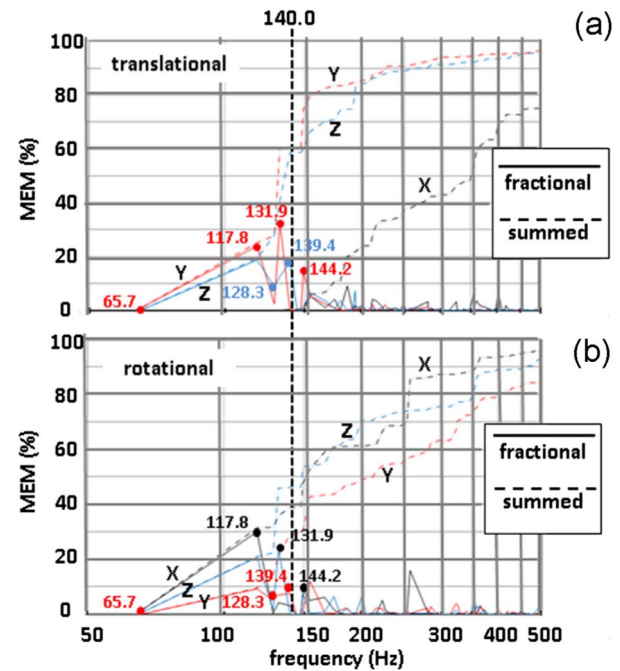 140.0
(a)
100
80
60
40
20
0
MEM (%)
translational
Y
Z
X
131.9
117.8
139.4
Y
Z
128.3
144.2
65.7
fractional
summed
(b)
100
80
60
40
20
0
MEM (%)
rotational
X
Z
Y
117.8
131.9
X
Z
139.4
144.2
65.7
Y
128.3
fractional
summed
50 100 150 200 300 400 500
frequency (Hz)